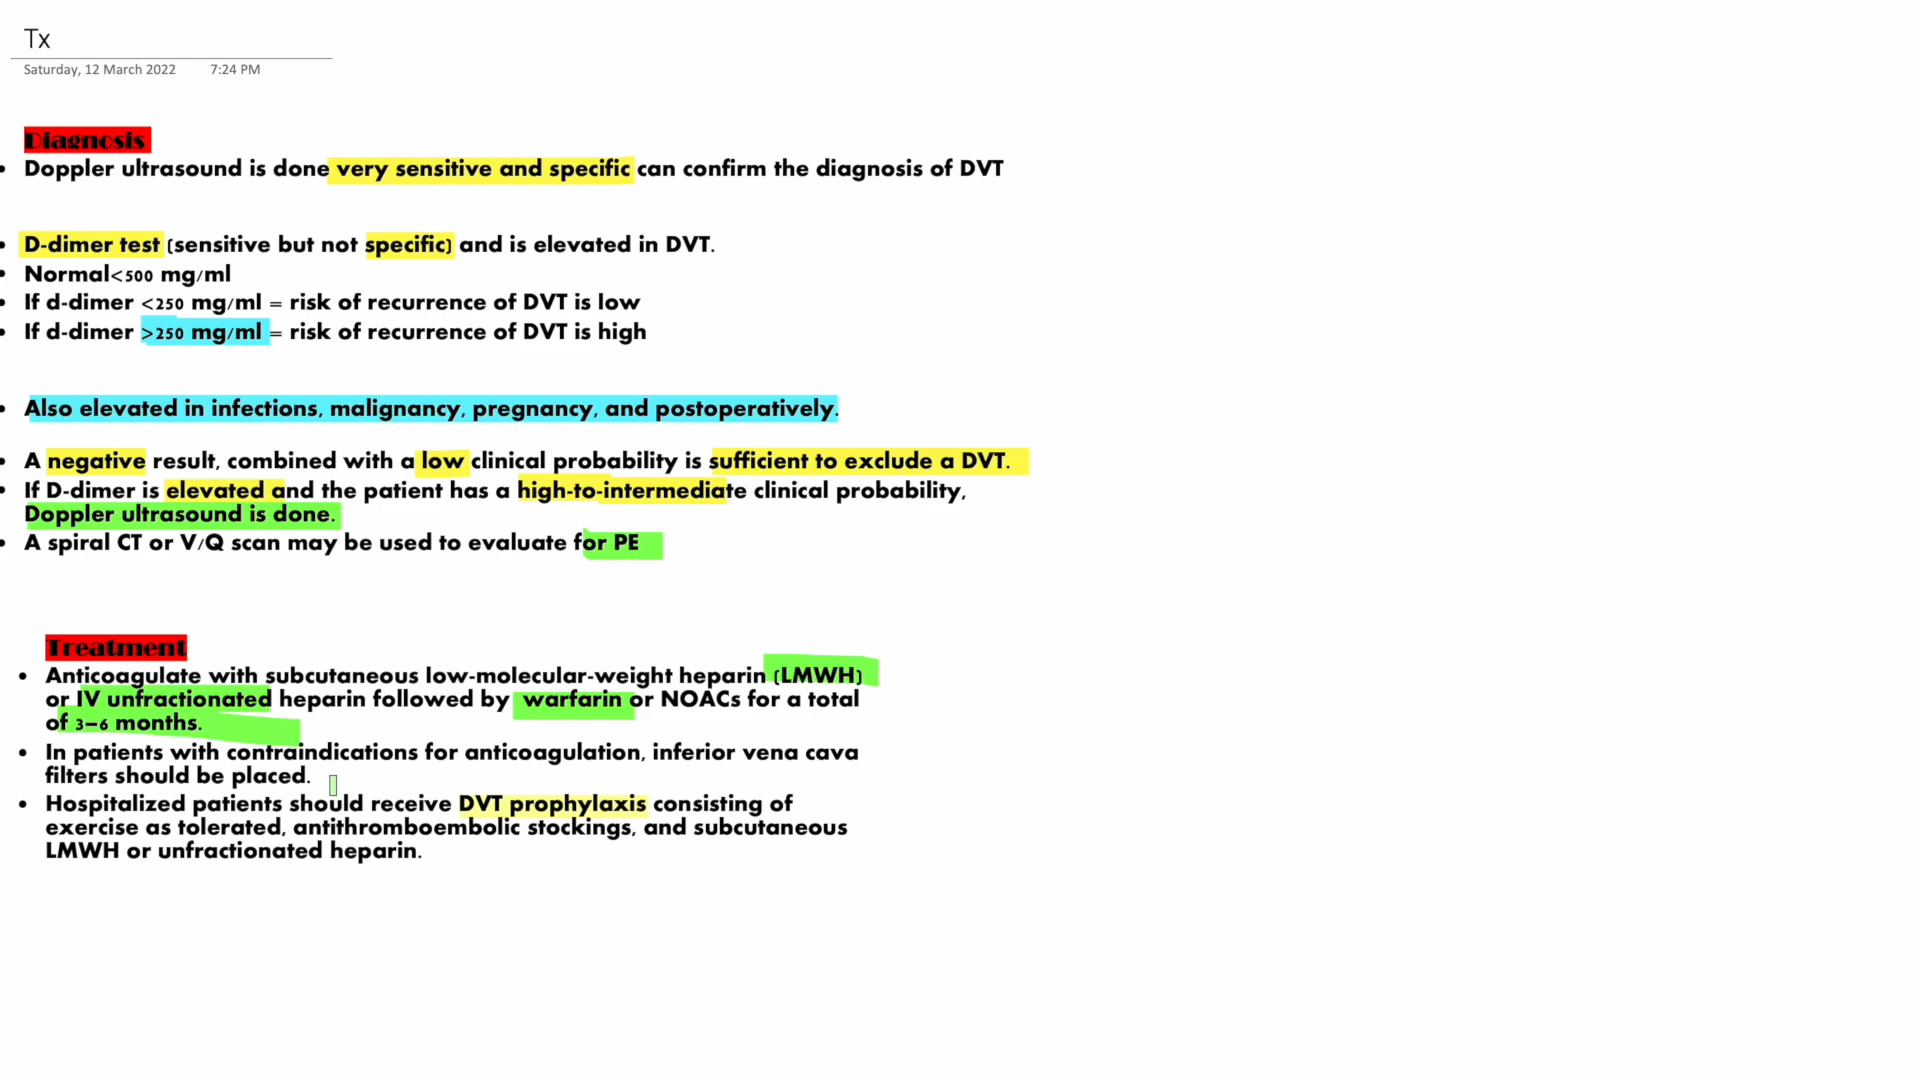 Tx
Saturday, 12 March 2022 7:24 PM
Diagnosis
• Doppler ultrasound is done very sensitive and specific can confirm the diagnosis of DVT
• D-dimer test (sensitive but not specific) and is elevated in DVT.
• Normal<500 mg/ml
• If d-dimer <250 mg/ml = risk of recurrence of DVT is low
• If d-dimer >250 mg/ml = risk of recurrence of DVT is high
• Also elevated in infections, malignancy, pregnancy, and postoperatively.
• A negative result, combined with a low clinical probability is sufficient to exclude a DVT.
• If D-dimer is elevated and the patient has a high-to-intermediate clinical probability,
Doppler ultrasound is done.
• A spiral CT or V/Q scan may be used to evaluate for PE
Treatment
• Anticoagulate with subcutaneous low-molecular-weight heparin (LMWH)
or IV unfractionated heparin followed by warfarin or NOACs for a total
of 3–6 months.
• In patients with contraindications for anticoagulation, inferior vena cava
filters should be placed.
• Hospitalized patients should receive DVT prophylaxis consisting of
exercise as tolerated, antithromboembolic stockings, and subcutaneous
LMWH or unfractionated heparin.